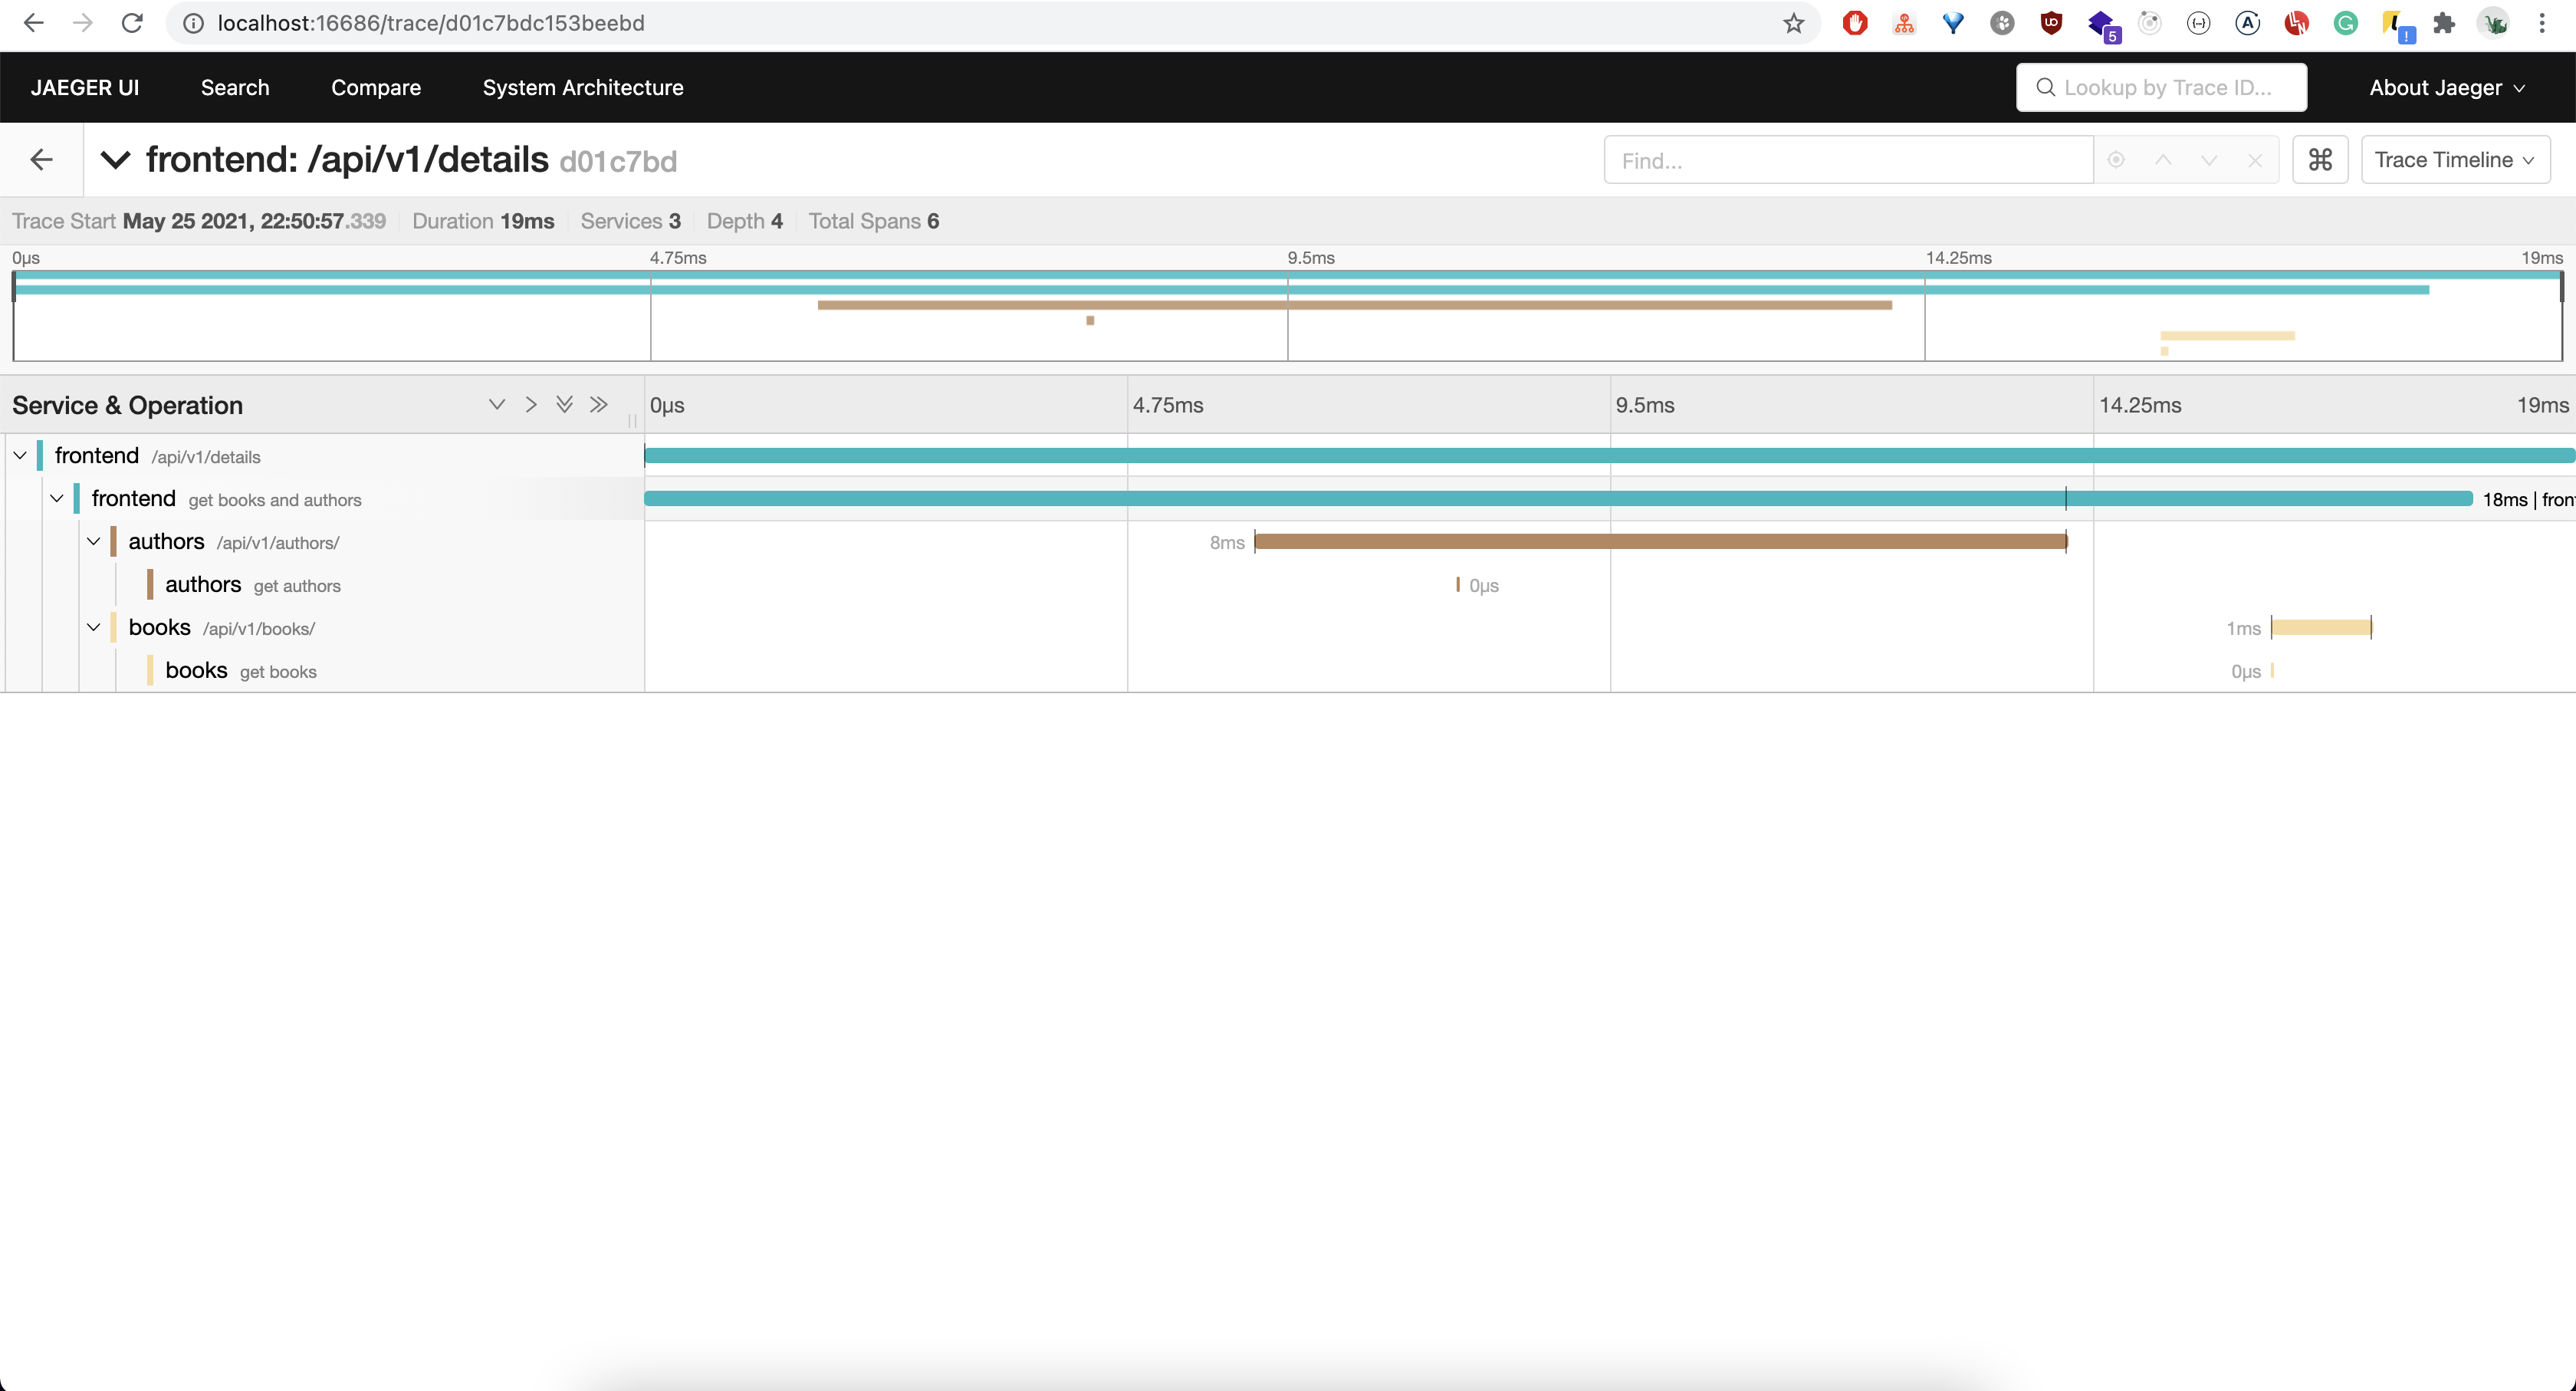 localhost:16686/trace/d01c7bdc153beebd
5
!
JAEGER UI Search Compare System Architecture Lookup by Trace ID... About Jaeger
frontend: /api/v1/details d01c7bd Find... ⌘ Trace Timeline
Trace Start May 25 2021, 22:50:57.339 Duration 19ms Services 3 Depth 4 Total Spans 6
0μs 4.75ms 9.5ms 14.25ms 19ms
Service & Operation 0μs 4.75ms 9.5ms 14.25ms 19ms
frontend /api/v1/details
frontend get books and authors 18ms | fron
authors /api/v1/authors/ 8ms
authors get authors 0μs
books /api/v1/books/ 1ms
books get books 0μs